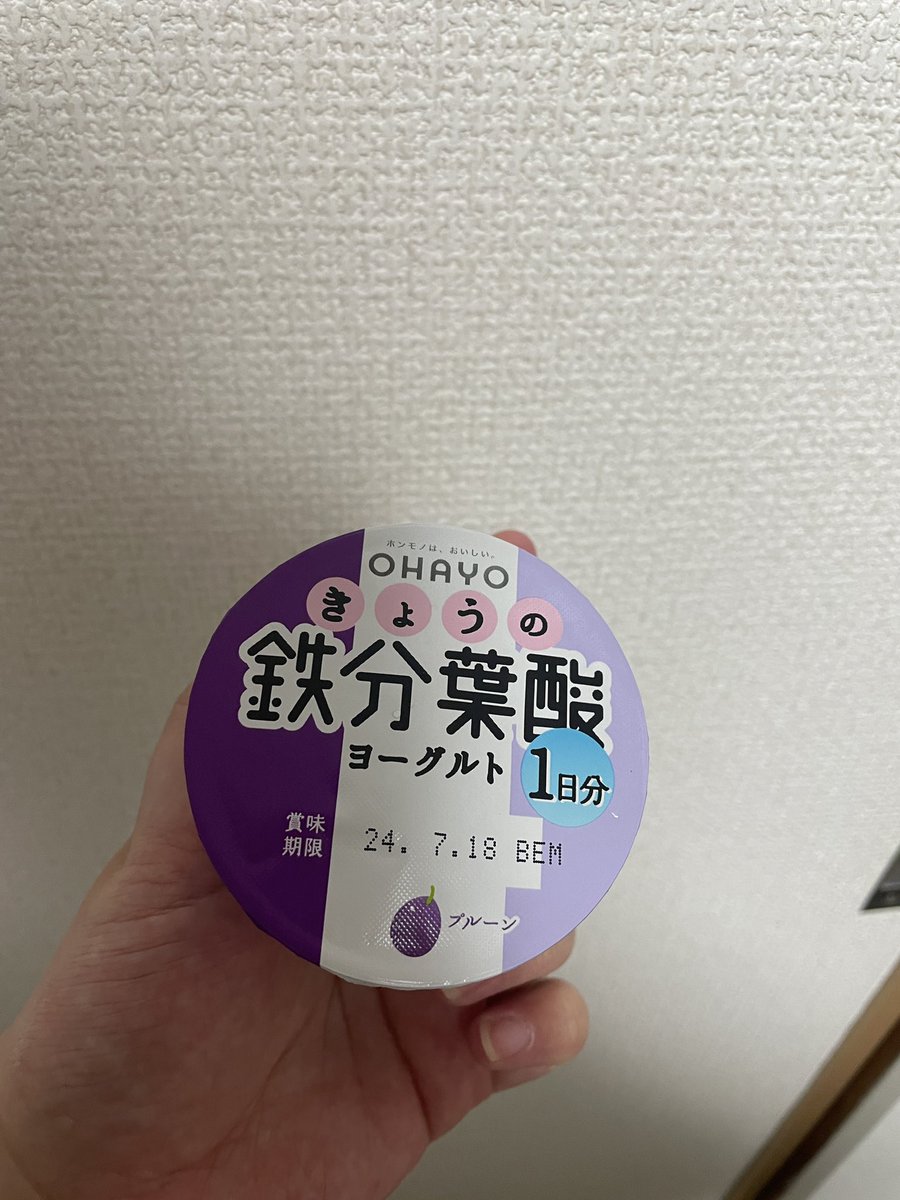 ホンモノは、おいしい。
OHAYO
きょうの
鉄分葉酸
ヨーグルト
1日分
賞味
期限
24. 7.18 BEM
プルーン